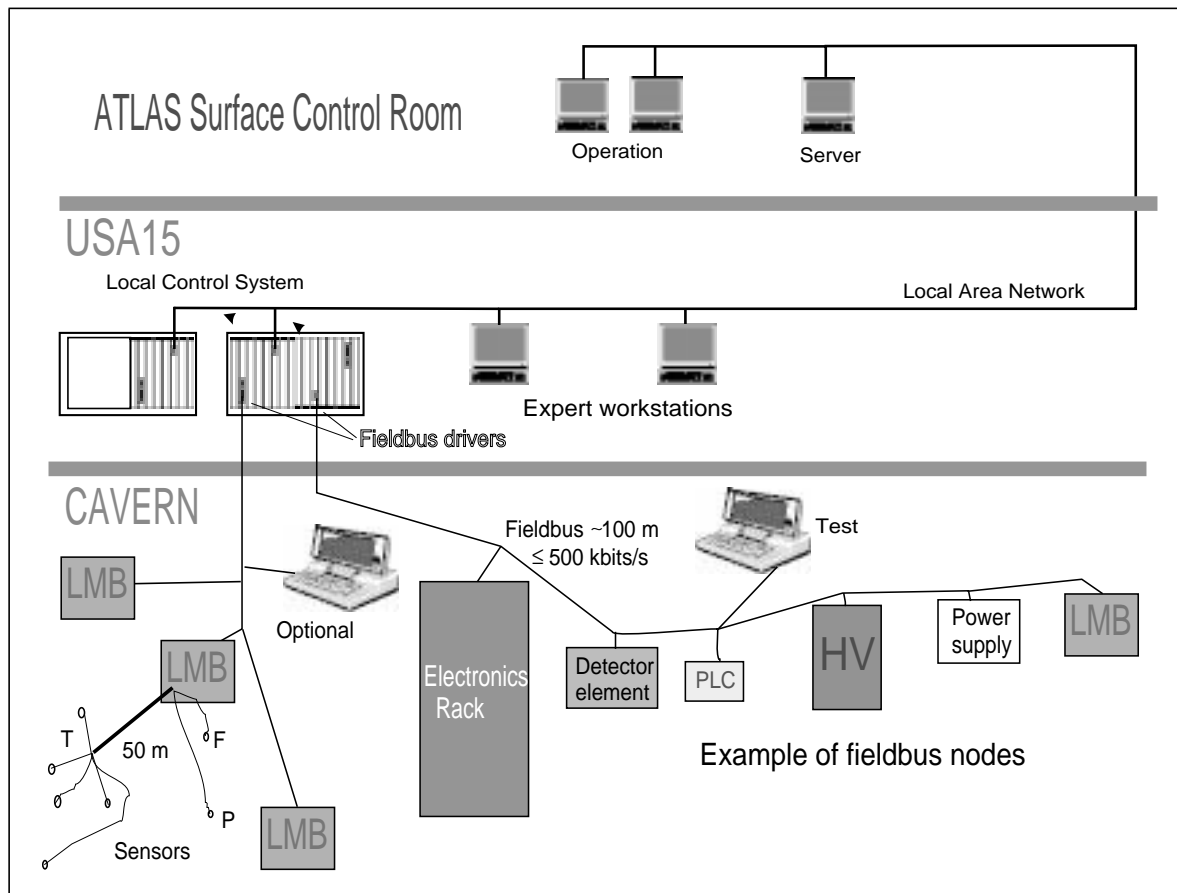 ATLAS Surface Control Room
Operation
Server
USA15
Local Control System
Local Area Network
Expert workstations
Fieldbus drivers
CAVERN
Fieldbus ~100 m
≤ 500 kbits/s
Test
LMB
Optional
LMB
Electronics
Rack
Detector
element
PLC
HV
Power
supply
LMB
T
50 m
F
P
Example of fieldbus nodes
LMB
Sensors